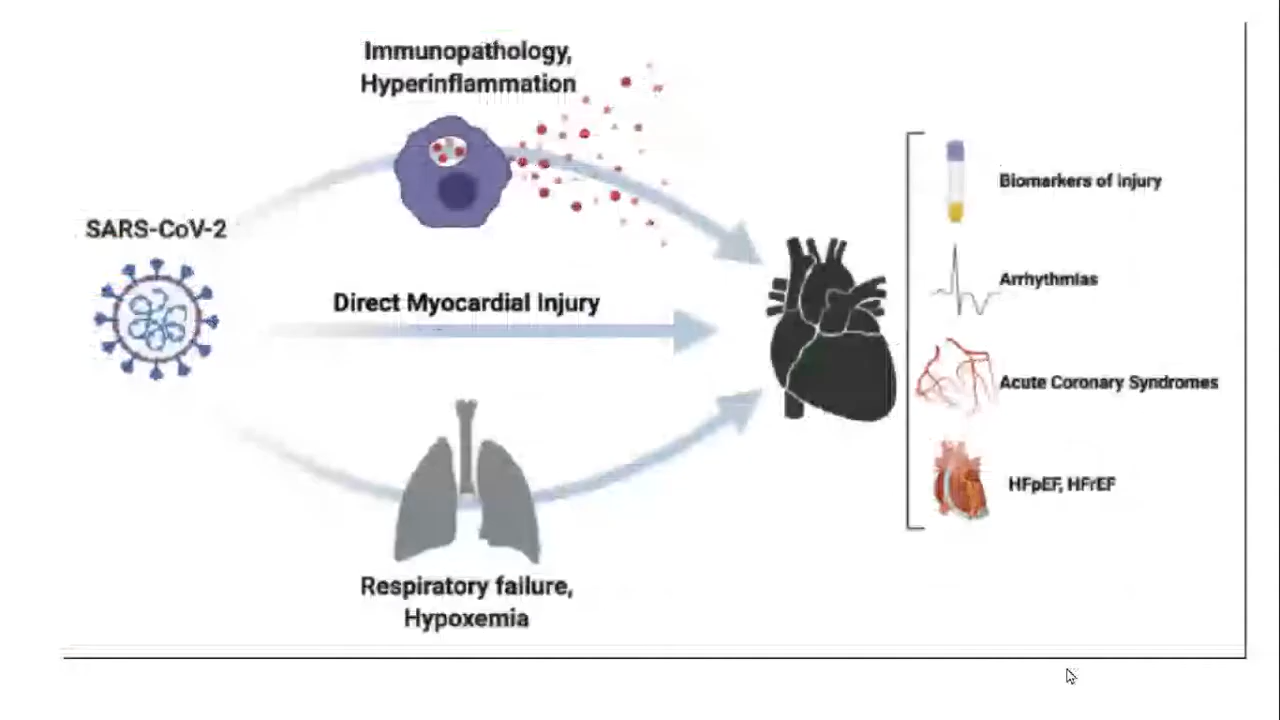 Immunopathology,
Hyperinflammation
SARS-CoV-2
Direct Myocardial Injury
Respiratory failure,
Hypoxemia
Biomarkers of Injury
Arrhythmias
Acute Coronary Syndromes
HFpEF, HFrEF